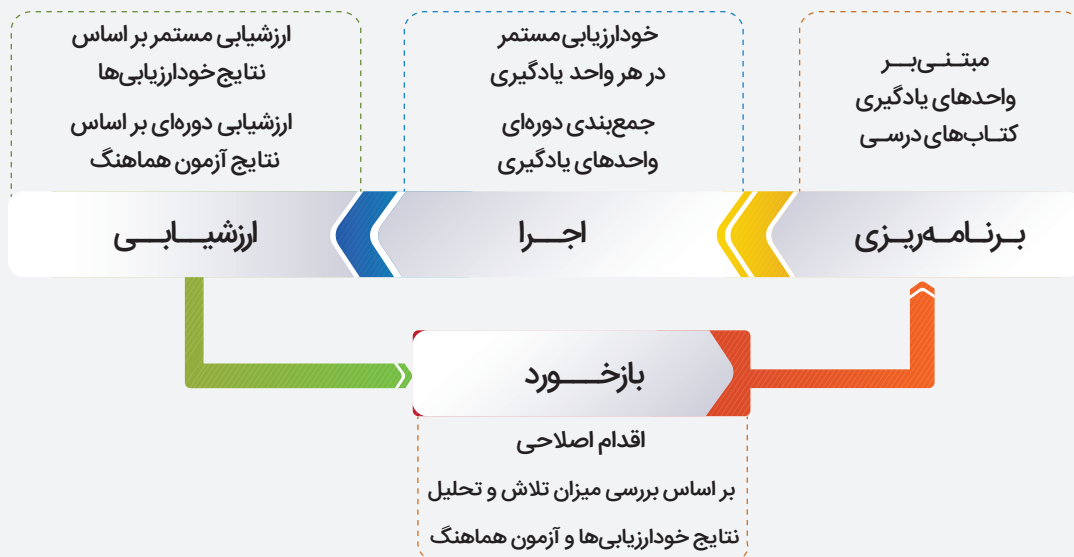 مبتنی‌بر
واحدهای یادگیری
کتاب‌های درسی
برنامه‌ریزی
خودارزیابی مستمر
در هر واحد یادگیری
جمع‌بندی دوره‌ای
واحدهای یادگیری
اجرا
ارزشیابی مستمر بر اساس
نتایج خودارزیابی‌ها
ارزشیابی دوره‌ای بر اساس
نتایج آزمون هماهنگ
ارزشیابی
بازخورد
اقدام اصلاحی
بر اساس بررسی میزان تلاش و تحلیل
نتایج خودارزیابی‌ها و آزمون هماهنگ